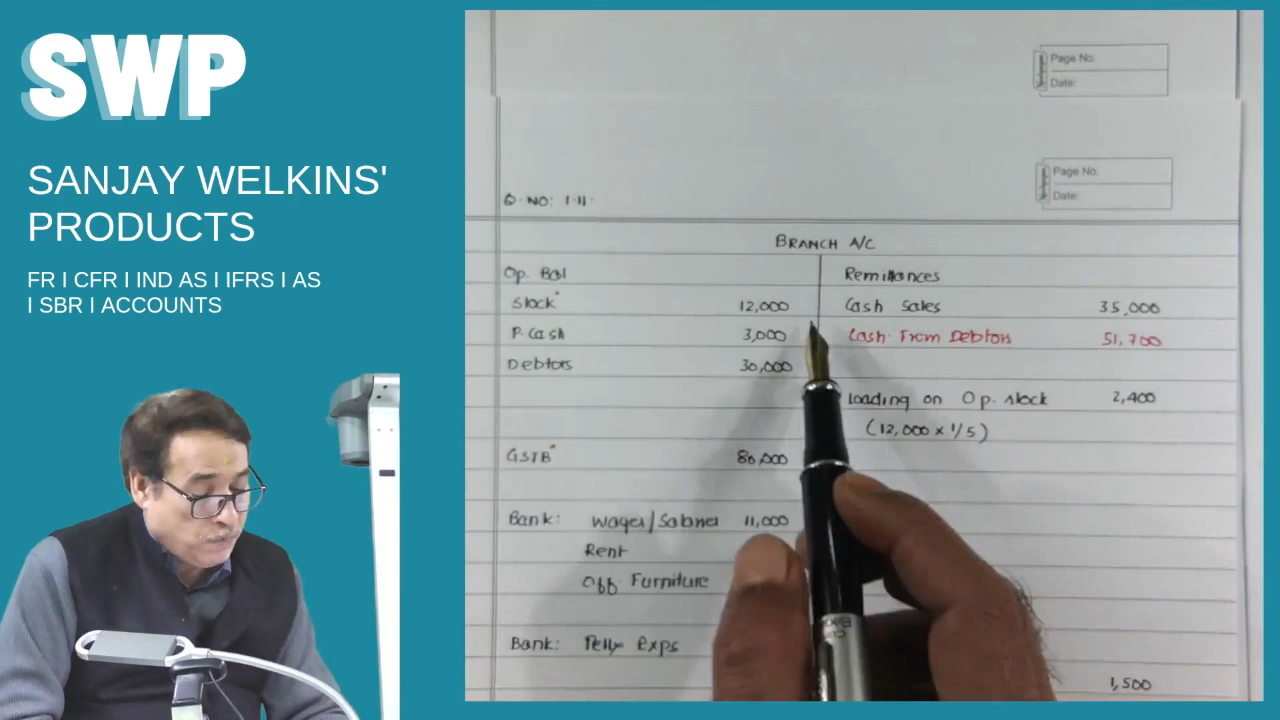 SWP
SANJAY WELKINS'
PRODUCTS
FR I CFR I IND AS I IFRS I AS
I SBR I ACCOUNTS
Page No.
Date:
Page No.
Date:
Q. NO: 1.11.
BRANCH A/C
Op. Bal
Remittances
Stock 12,000
Cash Sales 35,000
P. Cash 3,000
Cash From Debtors 51,700
Debtors 30,000
Loading on Op. stock 2,400
(12,000 x 1/5)
GSTB 80,000
Bank: Wages/Salaries 11,000
Rent
Off. Furniture
Bank: Petty Exps
1,500